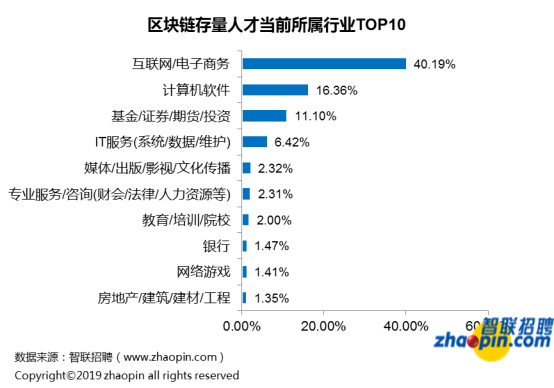 区块链存量人才当前所属行业TOP10
互联网/电子商务 40.19%
计算机软件 16.36%
基金/证券/期货/投资 11.10%
IT服务(系统/数据/维护) 6.42%
媒体/出版/影视/文化传播 2.32%
专业服务/咨询(财会/法律/人力资源等) 2.31%
教育/培训/院校 2.00%
银行 1.47%
网络游戏 1.41%
房地产/建筑/建材/工程 1.35%
0.00% 20.00% 40.00%
智联招聘
zhaopin.com
数据来源：智联招聘（www.zhaopin.com）
Copyright©2019 zhaopin all rights reserved